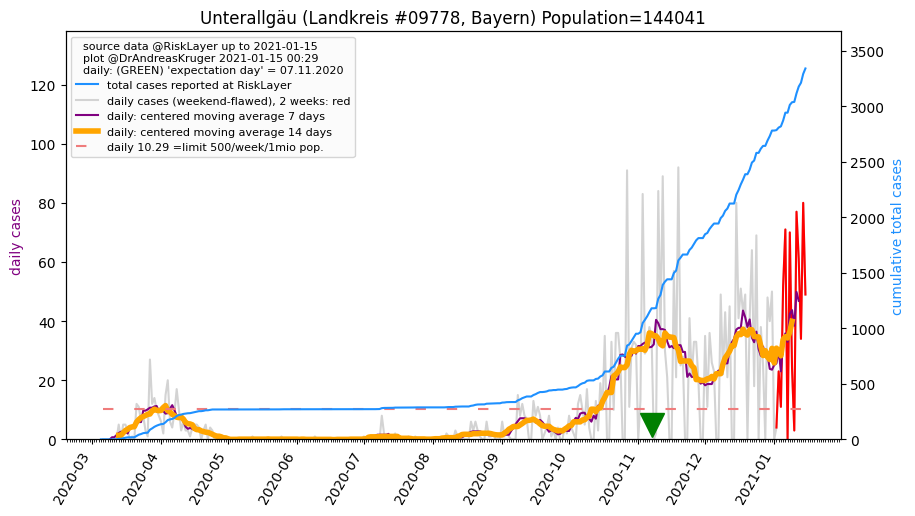 Unterallgäu (Landkreis #09778, Bayern) Population=144041
source data @RiskLayer up to 2021-01-15
plot @DrAndreasKruger 2021-01-15 00:29
daily: (GREEN) 'expectation day' = 07.11.2020
total cases reported at RiskLayer
daily cases (weekend-flawed), 2 weeks: red
daily: centered moving average 7 days
daily: centered moving average 14 days
daily 10.29 =limit 500/week/1mio pop.
daily cases
120
100
80
60
40
20
0
3500
3000
2500
2000
1500
1000
500
0
cumulative total cases
2020-03
2020-04
2020-05
2020-06
2020-07
2020-08
2020-09
2020-10
2020-11
2020-12
2021-01